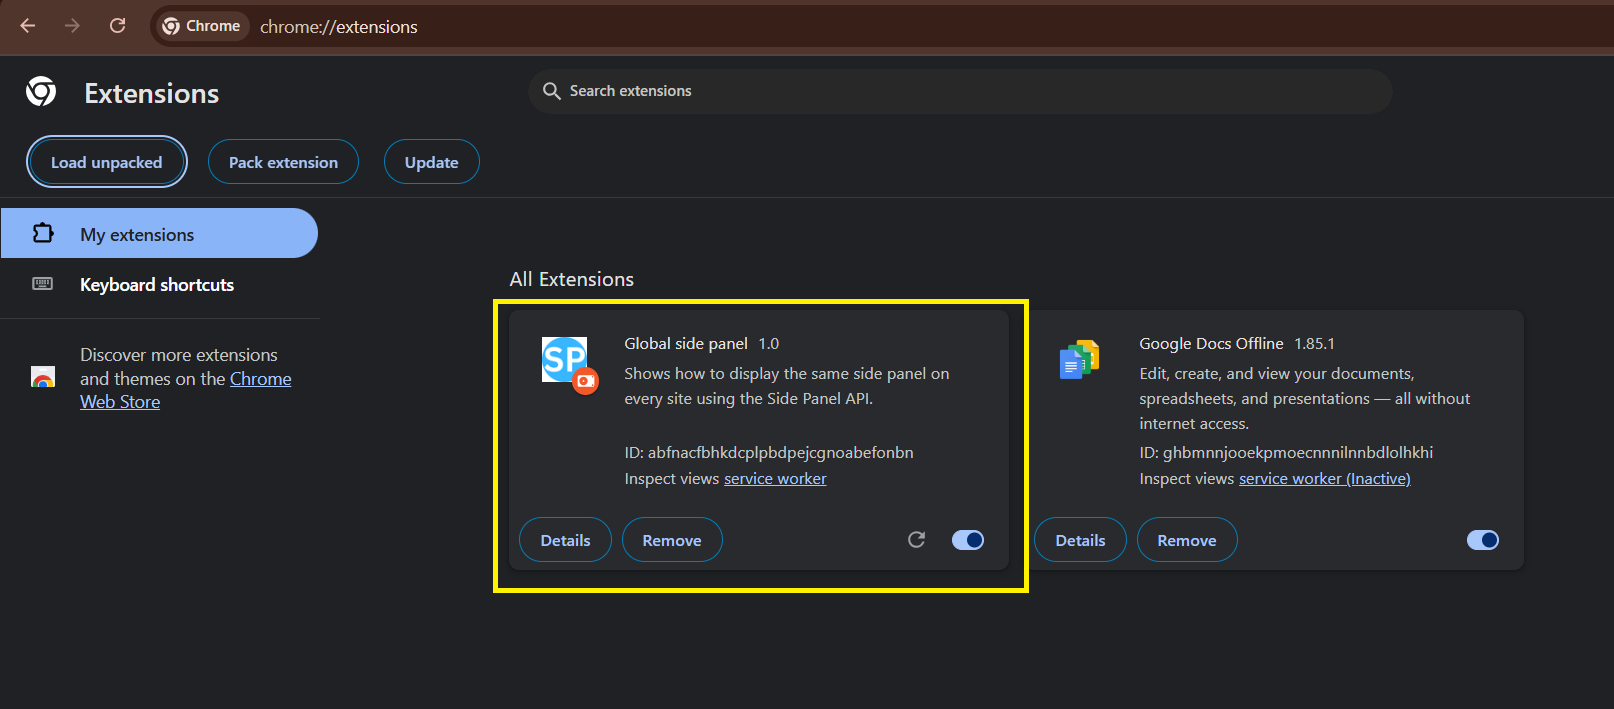 Chrome
chrome://extensions
Extensions
Search extensions
Load unpacked
Pack extension
Update
My extensions
Keyboard shortcuts
Discover more extensions
and themes on the Chrome
Web Store
All Extensions
SP
Global side panel 1.0
Shows how to display the same side panel on
every site using the Side Panel API.
ID: abfnacfbhkdcplpbdpejcgnoabefonbn
Inspect views service worker
Details
Remove
Google Docs Offline 1.85.1
Edit, create, and view your documents,
spreadsheets, and presentations — all without
internet access.
ID: ghbmnnjooekpmoecnnnilnnbdlolhkhi
Inspect views service worker (Inactive)
Details
Remove